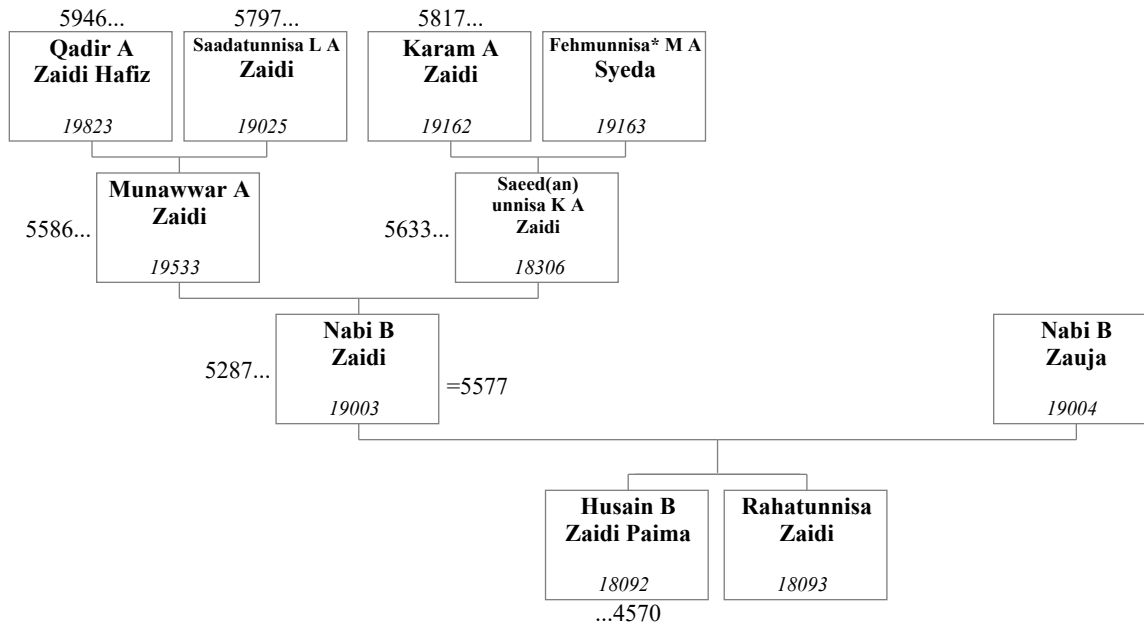 5946...
5797...
5817...
Qadir A
Zaidi Hafiz
19823
Saadatunnisa L A
Zaidi
19025
Karam A
Zaidi
19162
Fehmunnisa* M A
Syeda
19163
5586...
Munawwar A
Zaidi
19533
5633...
Saeed(an)
unnisa K A
Zaidi
18306
5287...
Nabi B
Zaidi
19003
=5577
Nabi B
Zauja
19004
Husain B
Zaidi Paima
18092
...4570
Rahatunnisa
Zaidi
18093